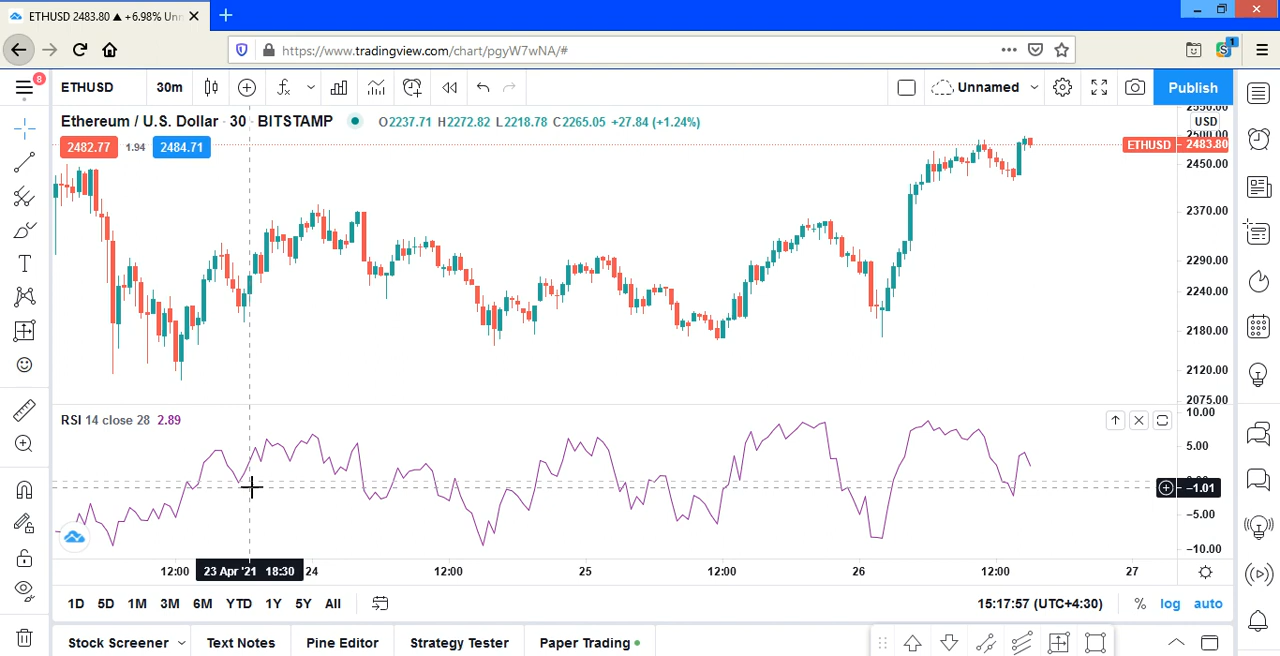 ETHUSD 2483.80 ▲ +6.98% Unn
https://www.tradingview.com/chart/pgyW7wNA/#
S 1
8
ETHUSD 30m Unnamed Publish
Ethereum / U.S. Dollar · 30 · BITSTAMP O2237.71 H2272.82 L2218.78 C2265.05 +27.84 (+1.24%)
2482.77 1.94 2484.71
2550.00
USD
2500.00
ETHUSD 2483.80
2450.00
2370.00
2290.00
2240.00
2180.00
2120.00
2075.00
RSI 14 close 28 2.89
10.00
5.00
−1.01
−5.00
−10.00
12:00 23 Apr '21 18:30 24 12:00 25 12:00 26 12:00 27
1D 5D 1M 3M 6M YTD 1Y 5Y All 15:17:57 (UTC+4:30) % log auto
Stock Screener Text Notes Pine Editor Strategy Tester Paper Trading